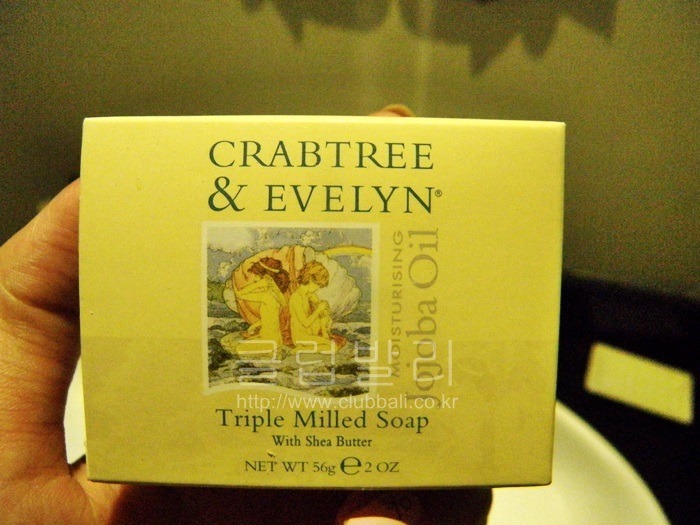 CRABTREE
& EVELYN®
MOISTURISING
Jojoba Oil
클럽발리
http://www.clubbali.co.kr
Triple Milled Soap
With Shea Butter
NET WT 56g ℮ 2 OZ